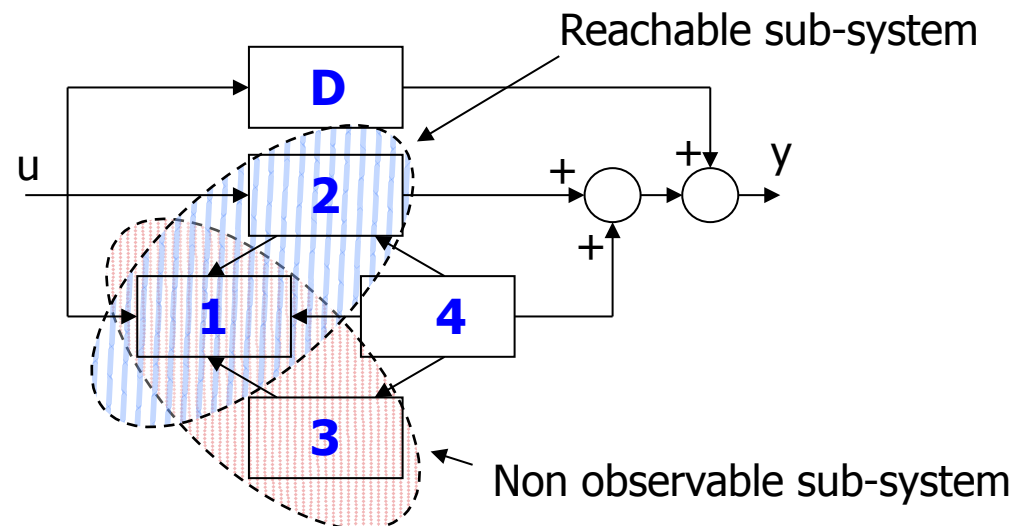 Reachable sub-system
D
u
2
+
+
y
+
1
4
3
Non observable sub-system